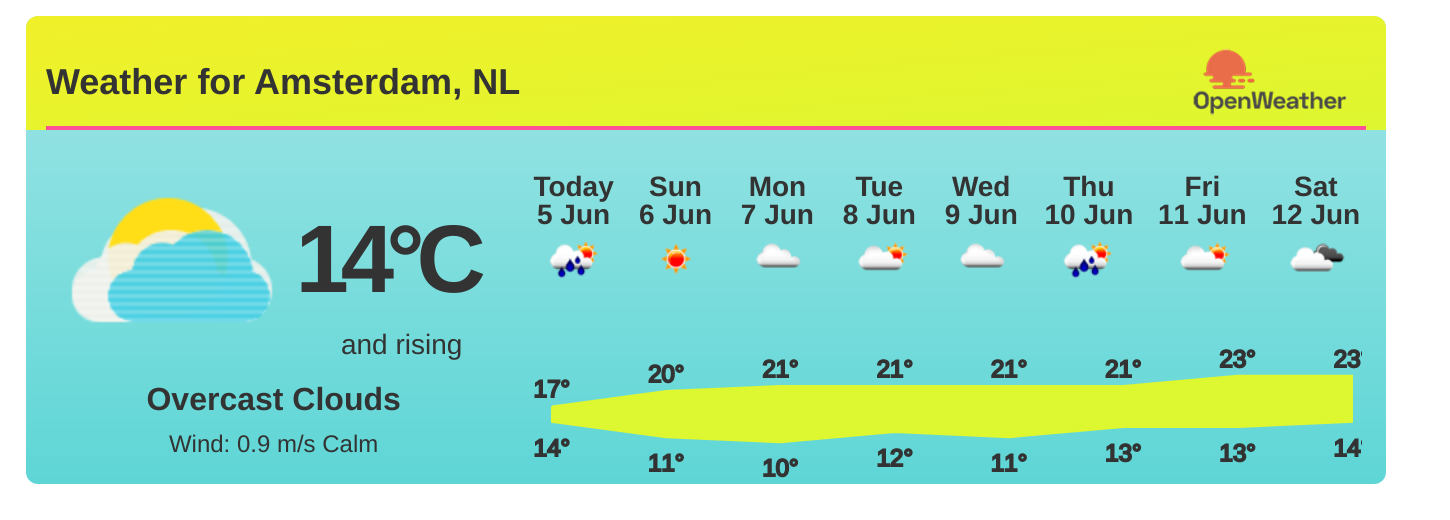 Weather for Amsterdam, NL
OpenWeather
Today Sun Mon Tue Wed Thu Fri Sat
5 Jun 6 Jun 7 Jun 8 Jun 9 Jun 10 Jun 11 Jun 12 Jun
14°C
and rising
Overcast Clouds
Wind: 0.9 m/s Calm
17° 20° 21° 21° 21° 21° 23° 23°
14° 11° 10° 12° 11° 13° 13° 14°